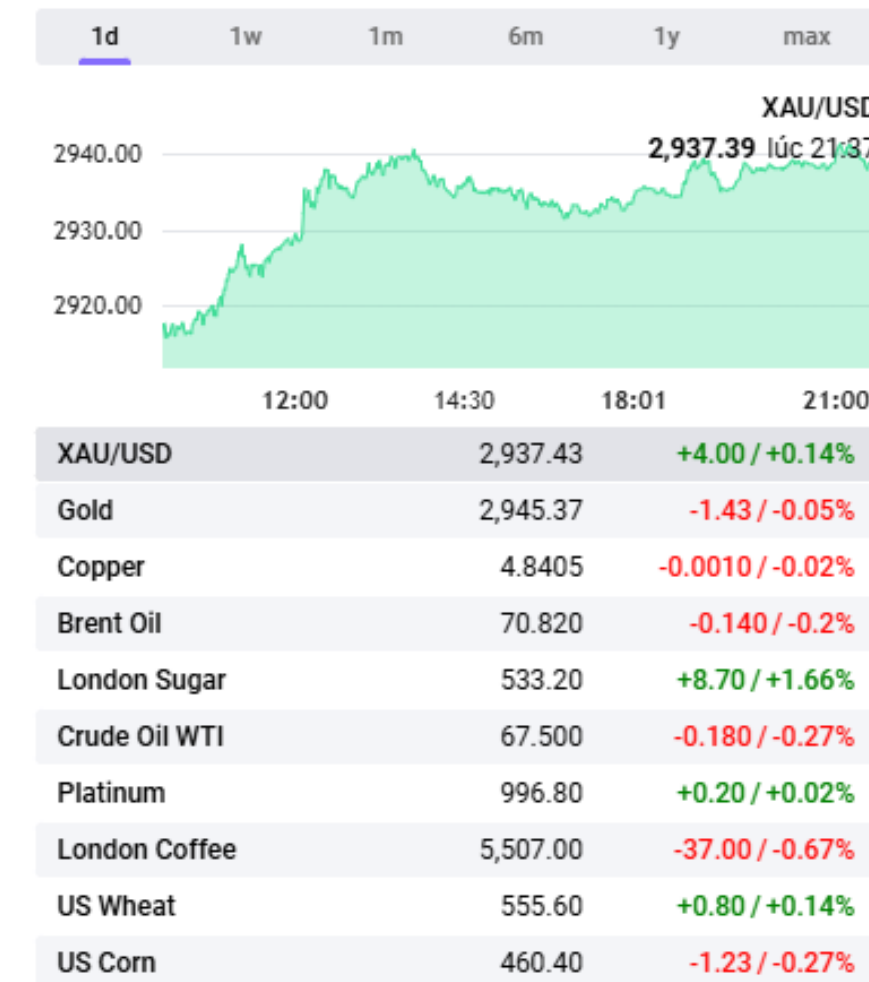 1d 1w 1m 6m 1y max
XAU/USD
2,937.39 lúc 21:37
2940.00
2930.00
2920.00
12:00 14:30 18:01 21:00
XAU/USD 2,937.43 +4.00 / +0.14%
Gold 2,945.37 -1.43 / -0.05%
Copper 4.8405 -0.0010 / -0.02%
Brent Oil 70.820 -0.140 / -0.2%
London Sugar 533.20 +8.70 / +1.66%
Crude Oil WTI 67.500 -0.180 / -0.27%
Platinum 996.80 +0.20 / +0.02%
London Coffee 5,507.00 -37.00 / -0.67%
US Wheat 555.60 +0.80 / +0.14%
US Corn 460.40 -1.23 / -0.27%